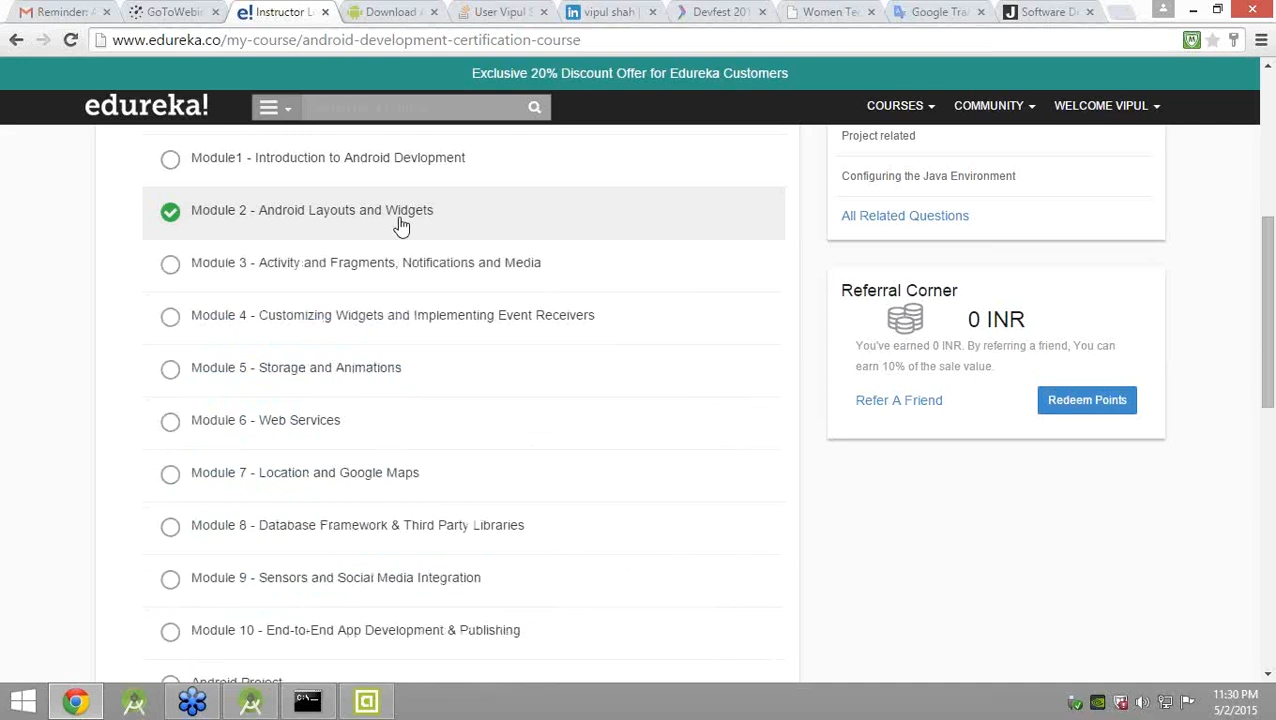 Reminder:
GoToWebin
Instructor L
Download
User Vipul S
vipul shah |
Devfest 201
Women Te
Google Tra
Software D
www.edureka.co/my-course/android-development-certification-course
Exclusive 20% Discount Offer for Edureka Customers
edureka!
COURSES
COMMUNITY
WELCOME VIPUL
Module1 - Introduction to Android Devlopment
Module 2 - Android Layouts and Widgets
Module 3 - Activity and Fragments, Notifications and Media
Module 4 - Customizing Widgets and Implementing Event Receivers
Module 5 - Storage and Animations
Module 6 - Web Services
Module 7 - Location and Google Maps
Module 8 - Database Framework & Third Party Libraries
Module 9 - Sensors and Social Media Integration
Module 10 - End-to-End App Development & Publishing
Android Project
Project related
Configuring the Java Environment
All Related Questions
Referral Corner
0 INR
You've earned 0 INR. By referring a friend, You can
earn 10% of the sale value.
Refer A Friend
Redeem Points
11:30 PM
5/2/2015